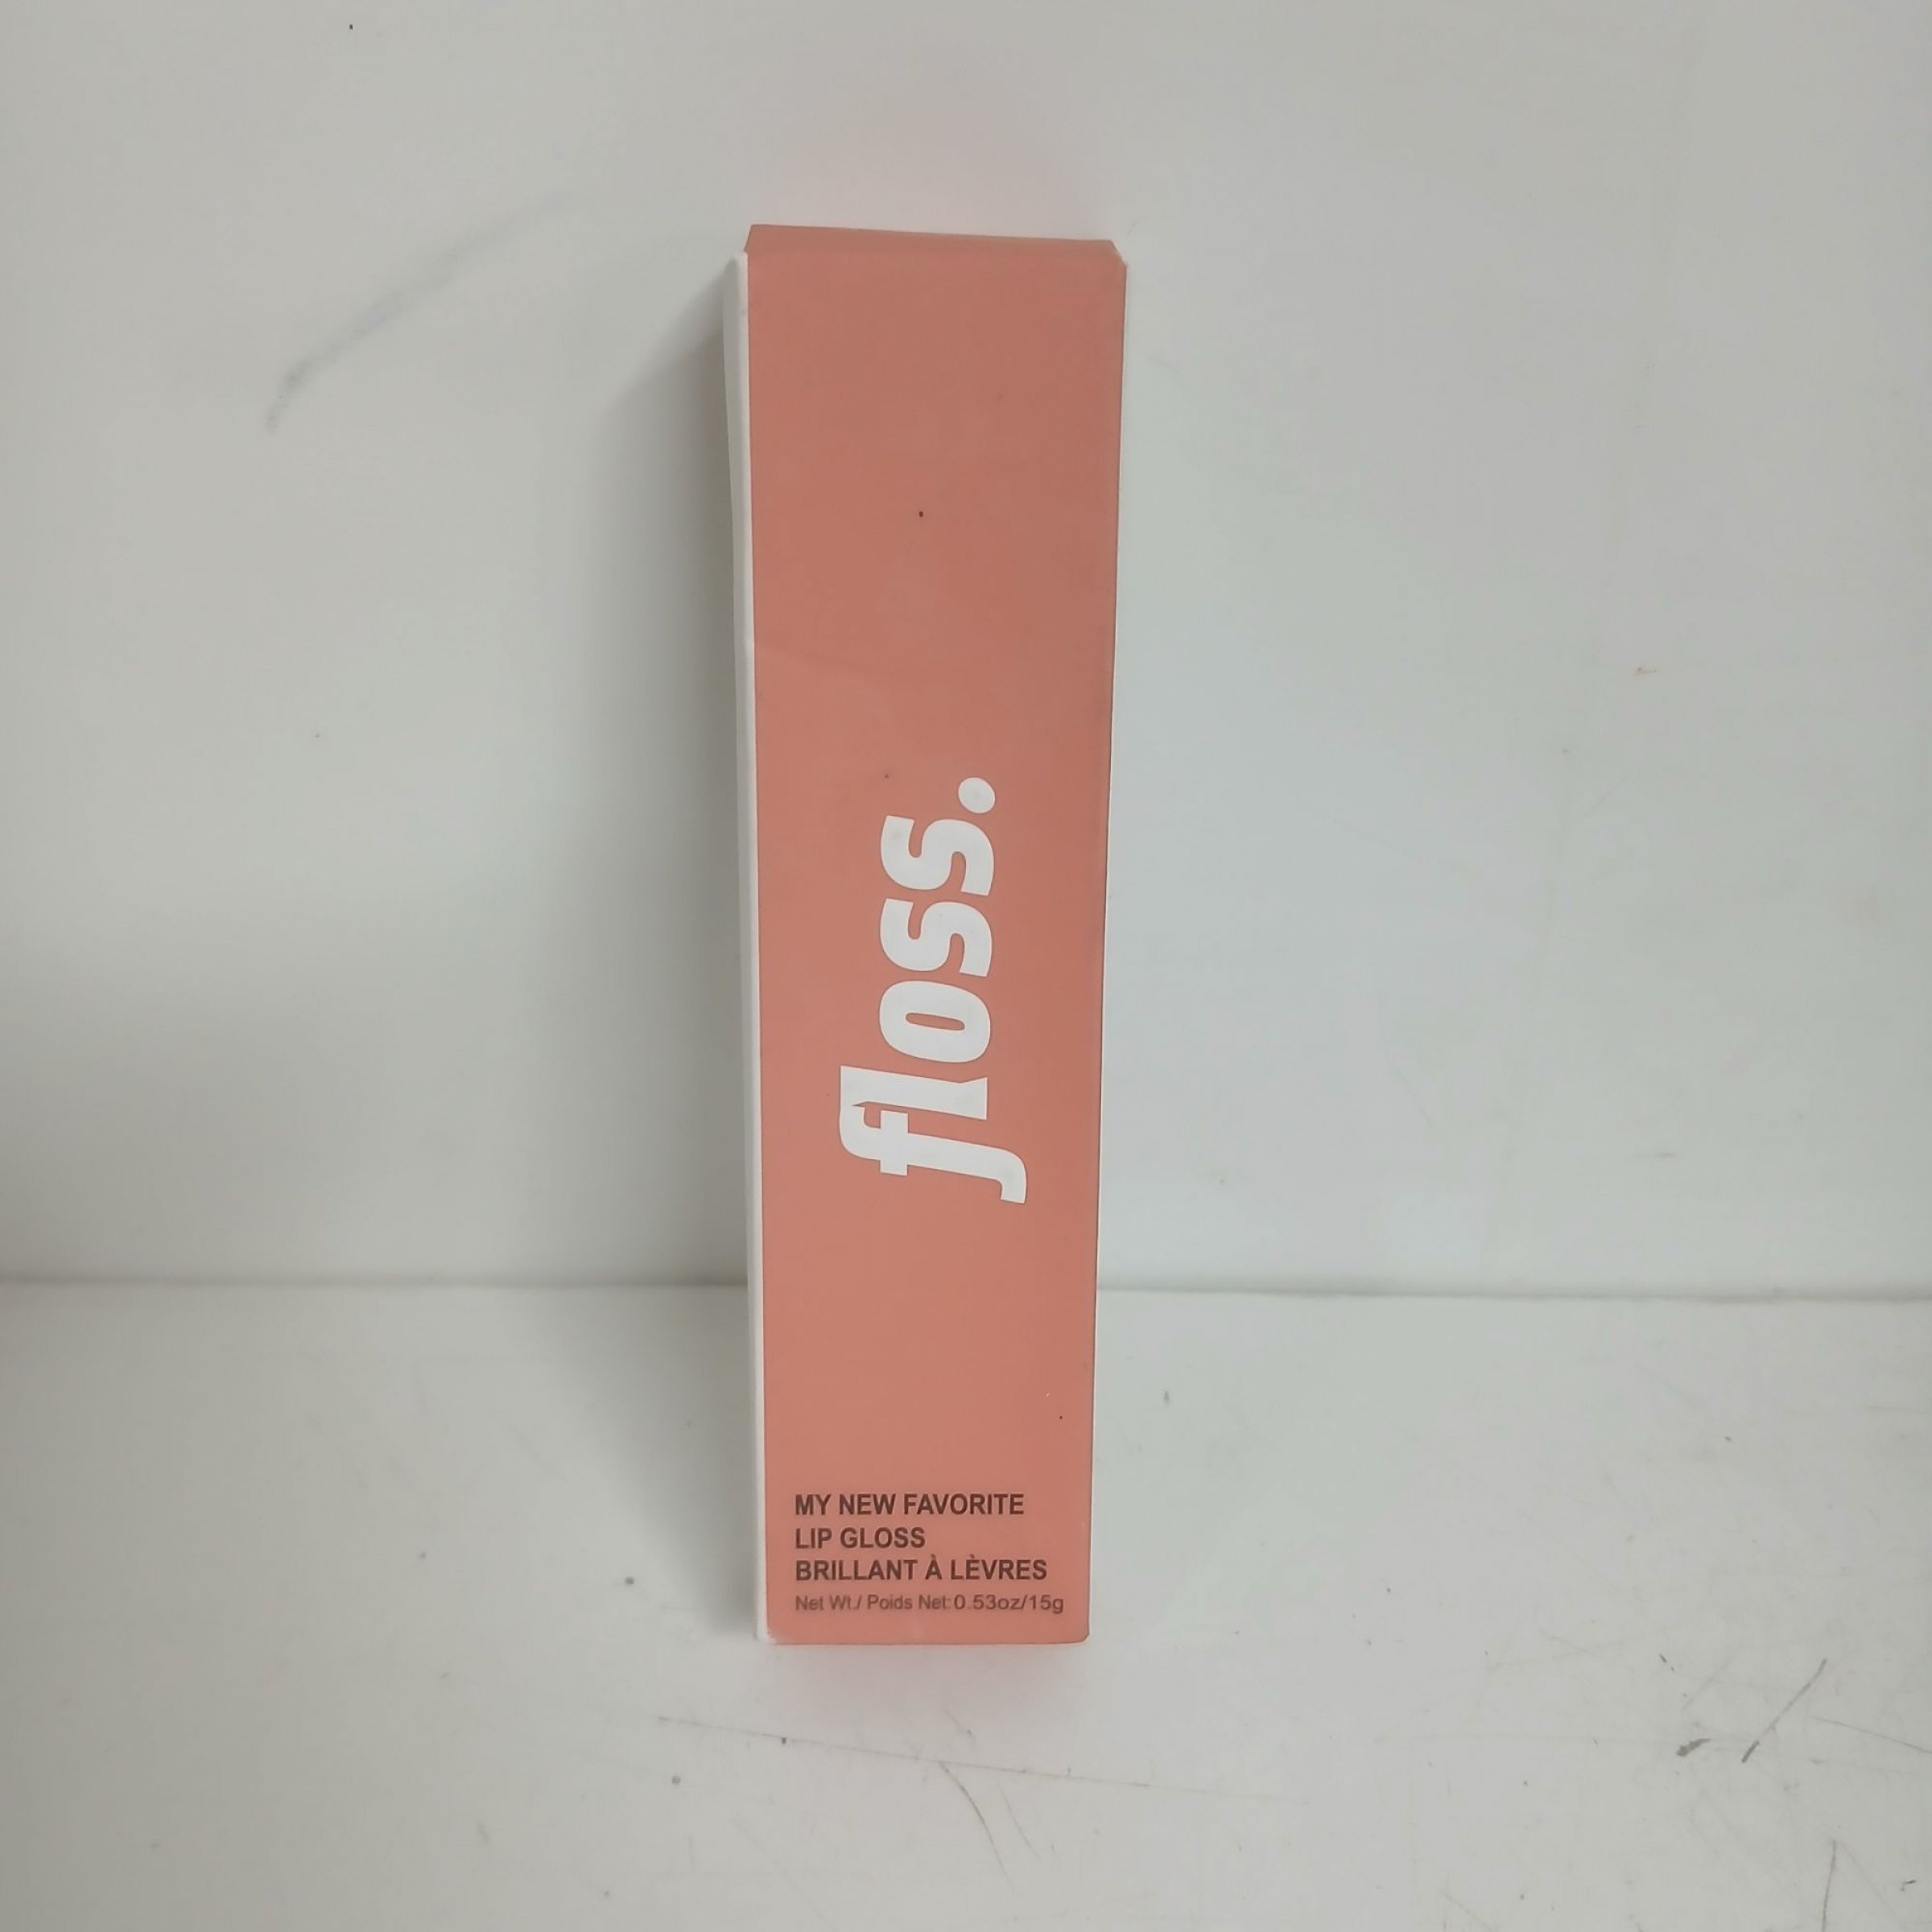 floss.
MY NEW FAVORITE
LIP GLOSS
BRILLANT À LÈVRES
Net Wt./ Poids Net:0.53oz/15g